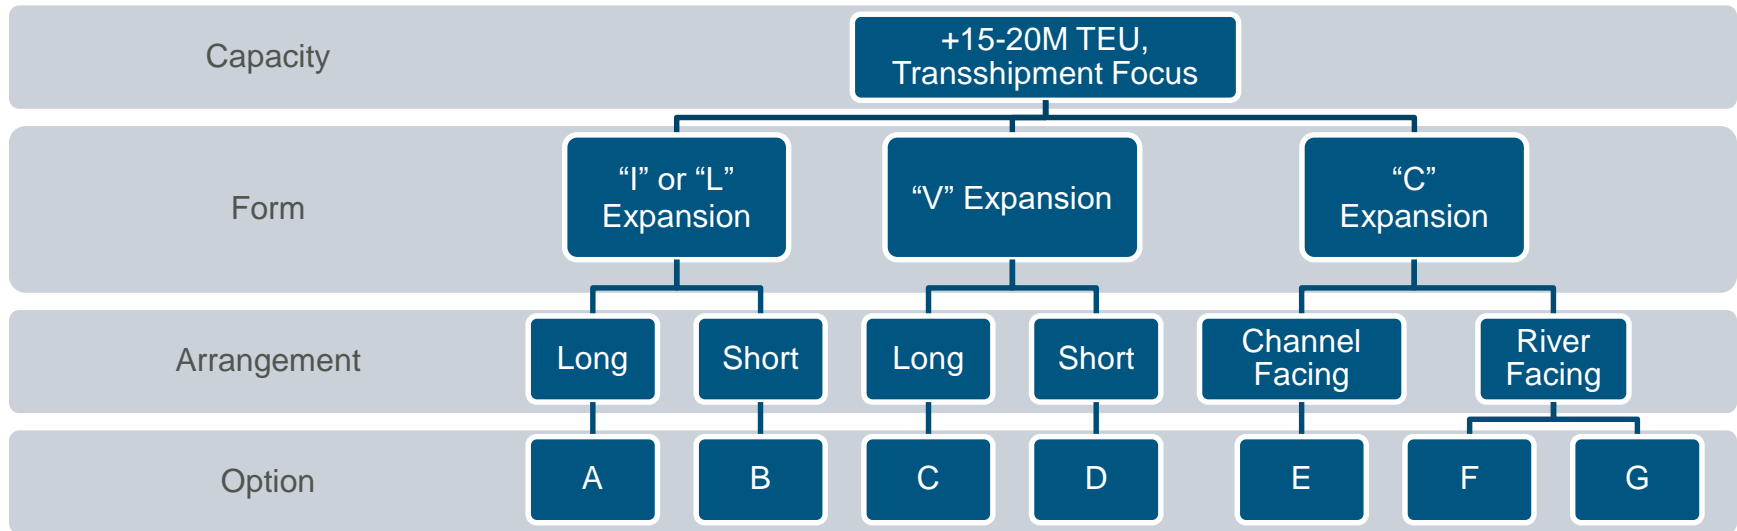 Capacity
+15-20M TEU,
Transshipment Focus
Form
“I” or “L”
Expansion
“V” Expansion
“C”
Expansion
Arrangement
Long
Short
Long
Short
Channel
Facing
River
Facing
Option
A
B
C
D
E
F
G